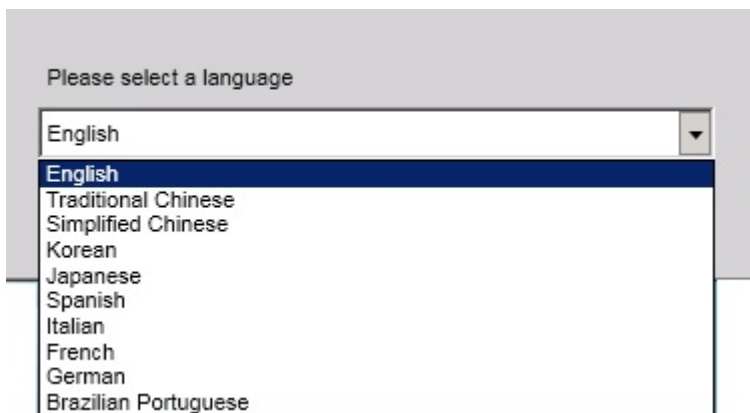 Please select a language
English
English
Traditional Chinese
Simplified Chinese
Korean
Japanese
Spanish
Italian
French
German
Brazilian Portuguese